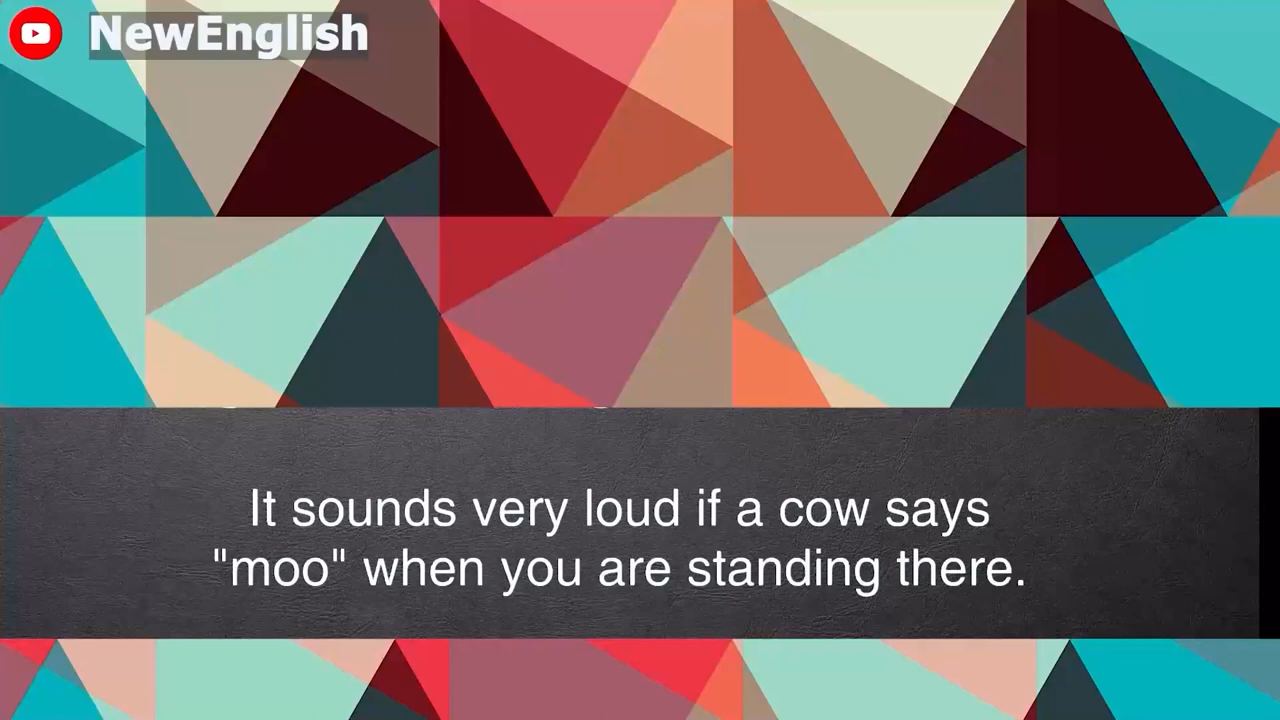 NewEnglish
It sounds very loud if a cow says
"moo" when you are standing there.